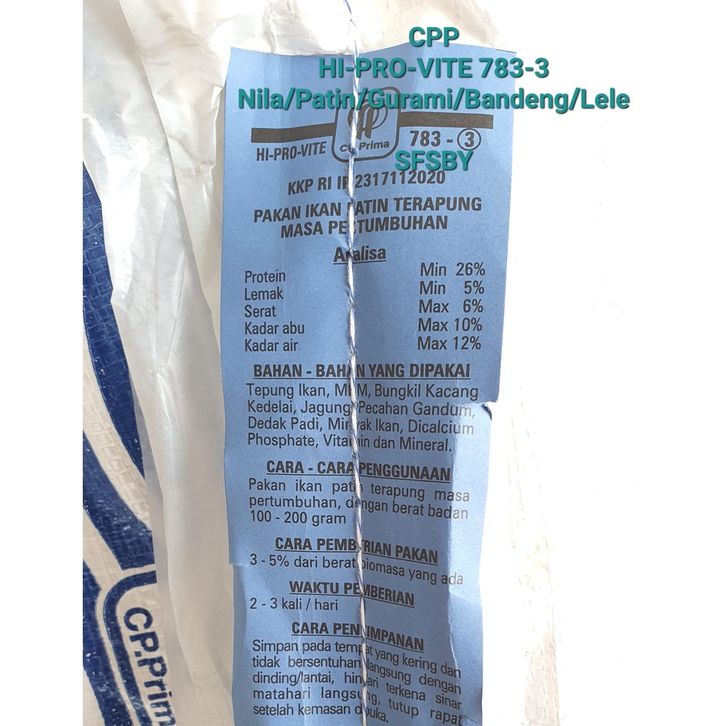 CPP
HI-PRO-VITE 783-3
Nila/Patin/Gurami/Bandeng/Lele
HI-PRO-VITE CP.Prima 783 - 3
SFSBY
KKP RI 2317112020
PAKAN IKAN PATIN TERAPUNG
MASA PERTUMBUHAN
Analisa
Protein Min 26%
Lemak Min 5%
Serat Max 6%
Kadar abu Max 10%
Kadar air Max 12%
BAHAN - BAHAN YANG DIPAKAI
Tepung Ikan, MBM, Bungkil Kacang
Kedelai, Jagung, Pecahan Gandum,
Dedak Padi, Minyak Ikan, Dicalcium
Phosphate, Vitamin dan Mineral.
CARA - CARA PENGGUNAAN
Pakan ikan patin terapung masa
pertumbuhan, dengan berat badan
100 - 200 gram
CARA PEMBERIAN PAKAN
3 - 5% dari berat biomasa yang ada
WAKTU PEMBERIAN
2 - 3 kali / hari
CARA PENYIMPANAN
Simpan pada tempat yang kering dan
tidak bersentuhan langsung dengan
dinding/lantai, hindari terkena sinar
matahari langsung, tutup rapat
setelah kemasan dibuka.
CP.Prima